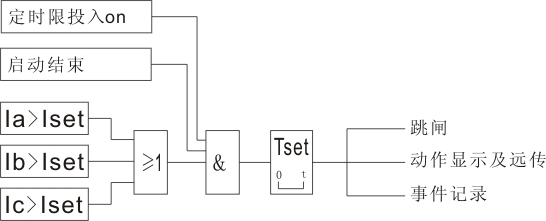 定时限投入on
启动结束
Ia>Iset
Ib>Iset
Ic>Iset
≥1
&
Tset
0 t
跳闸
动作显示及远传
事件记录